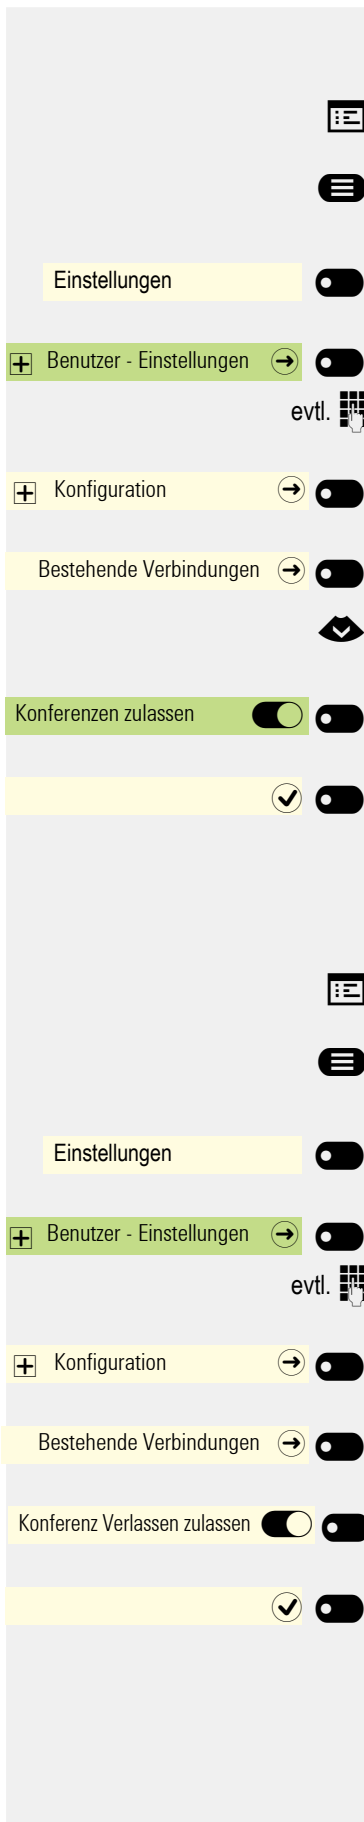 Einstellungen
Benutzer - Einstellungen
evtl.
Konfiguration
Bestehende Verbindungen
Konferenzen zulassen
Einstellungen
Benutzer - Einstellungen
evtl.
Konfiguration
Bestehende Verbindungen
Konferenz Verlassen zulassen